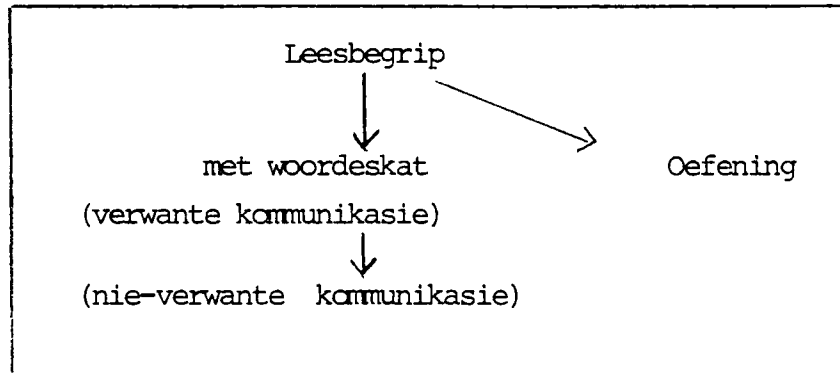 Leesbegrip
met woordeskat Oefening
(verwante kommunikasie)
(nie-verwante kommunikasie)